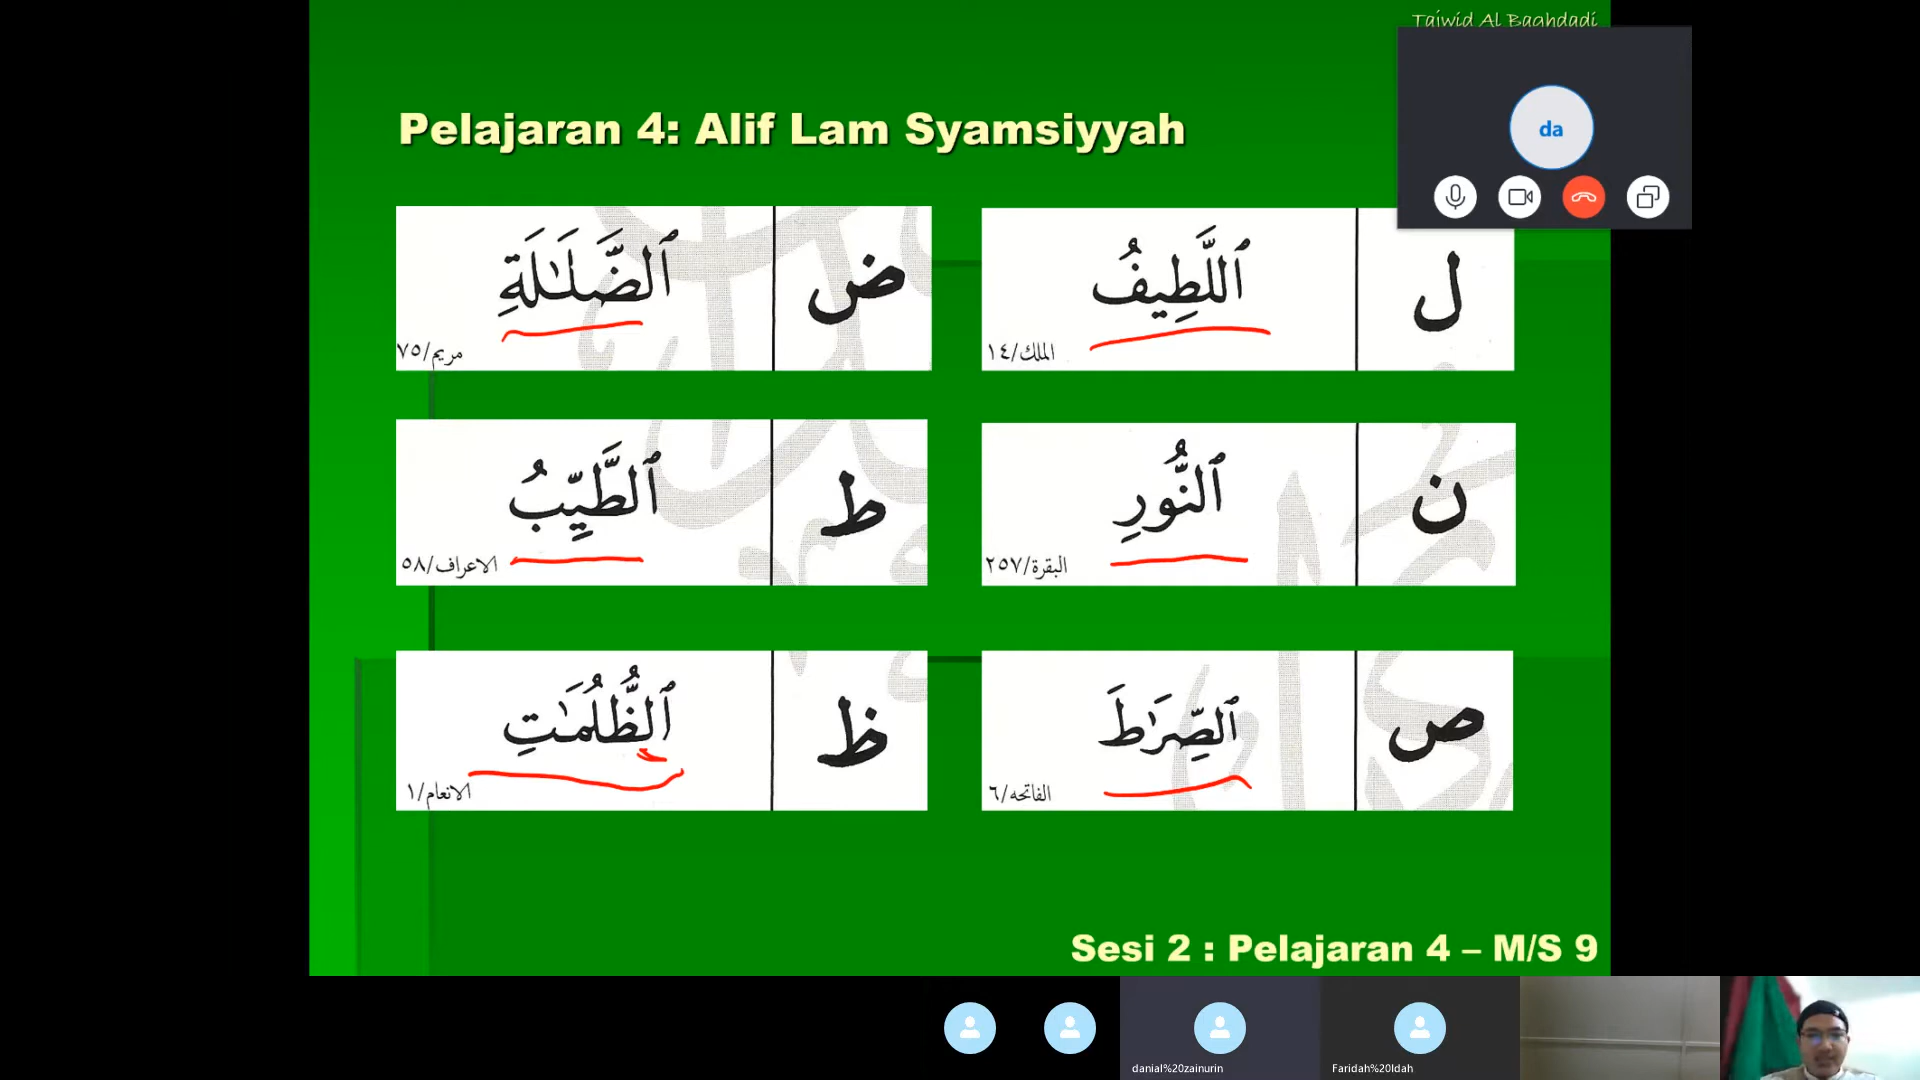 Tajwid Al Baghdadi
da
Pelajaran 4: Alif Lam Syamsiyyah
ل
ٱللَّطِيفُ
الملك/١٤
ض
ٱلضَّلَـٰلَةِ
مريم/٧٥
ن
ٱلنُّورِ
البقرة/٢٥٧
ط
ٱلطَّيِّبُ
الاعراف/٥٨
ص
ٱلصِّرَٰطَ
الفاتحه/٦
ظ
ٱلظُّلُمَـٰتِ
الانعام/١
Sesi 2 : Pelajaran 4 – M/S 9
danial%20zainurin
Faridah%20Idah